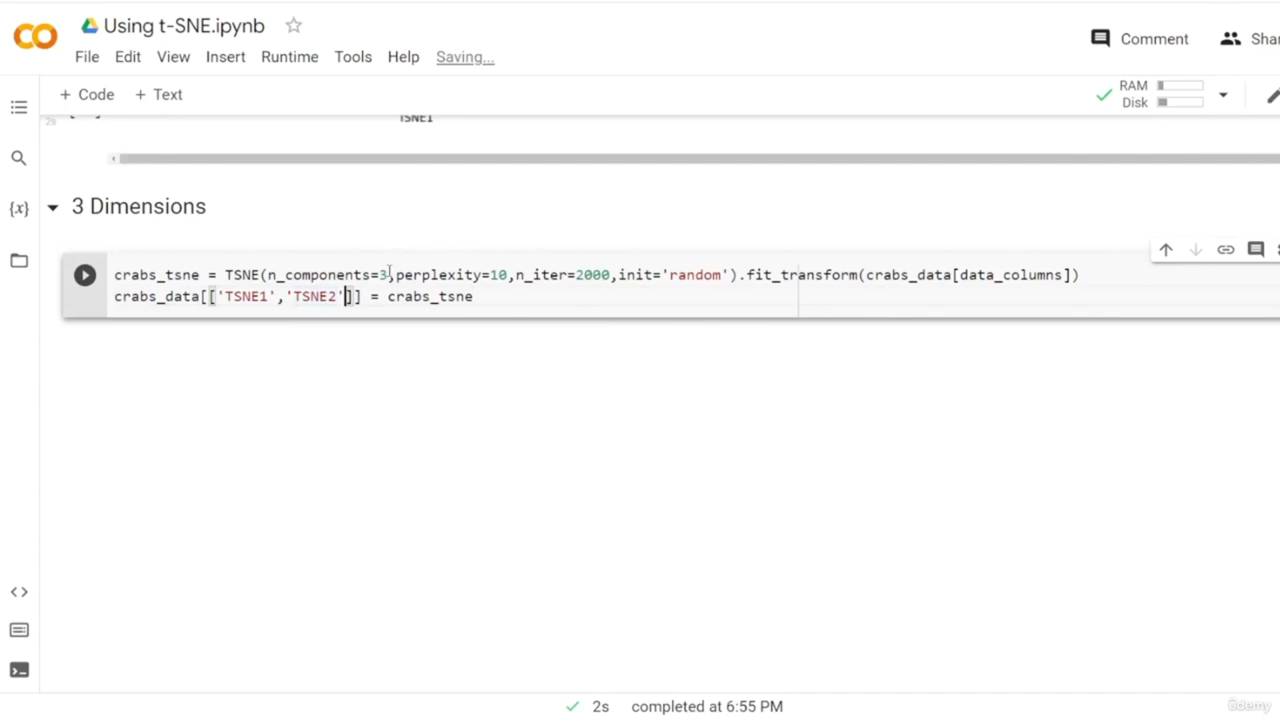 Using t-SNE.ipynb
File Edit View Insert Runtime Tools Help Saving...
Comment
+ Code + Text
RAM
Disk
2s
TSNE1
3 Dimensions
crabs_tsne = TSNE(n_components=3,perplexity=10,n_iter=2000,init='random').fit_transform(crabs_data[data_columns])
crabs_data[['TSNE1','TSNE2']] = crabs_tsne
{x}
2s completed at 6:55 PM
ûdemy